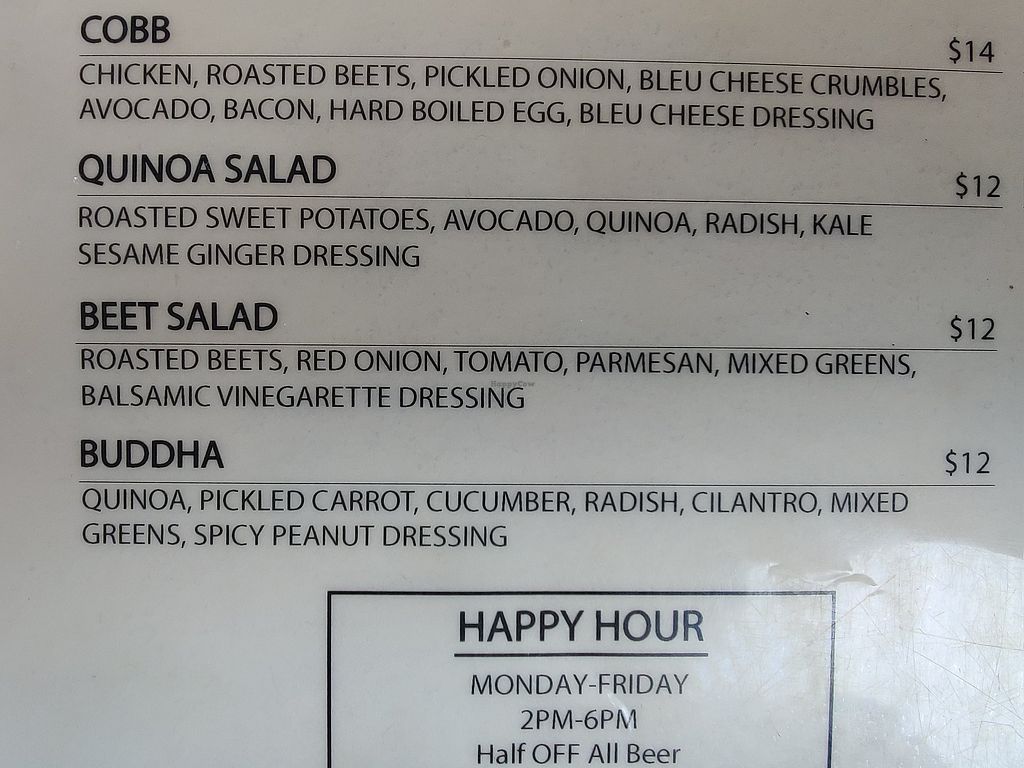 COBB $14
CHICKEN, ROASTED BEETS, PICKLED ONION, BLEU CHEESE CRUMBLES,
AVOCADO, BACON, HARD BOILED EGG, BLEU CHEESE DRESSING
QUINOA SALAD $12
ROASTED SWEET POTATOES, AVOCADO, QUINOA, RADISH, KALE
SESAME GINGER DRESSING
BEET SALAD $12
ROASTED BEETS, RED ONION, TOMATO, PARMESAN, MIXED GREENS,
HappyCow
BALSAMIC VINEGARETTE DRESSING
BUDDHA $12
QUINOA, PICKLED CARROT, CUCUMBER, RADISH, CILANTRO, MIXED
GREENS, SPICY PEANUT DRESSING
HAPPY HOUR
MONDAY-FRIDAY
2PM-6PM
Half OFF All Beer